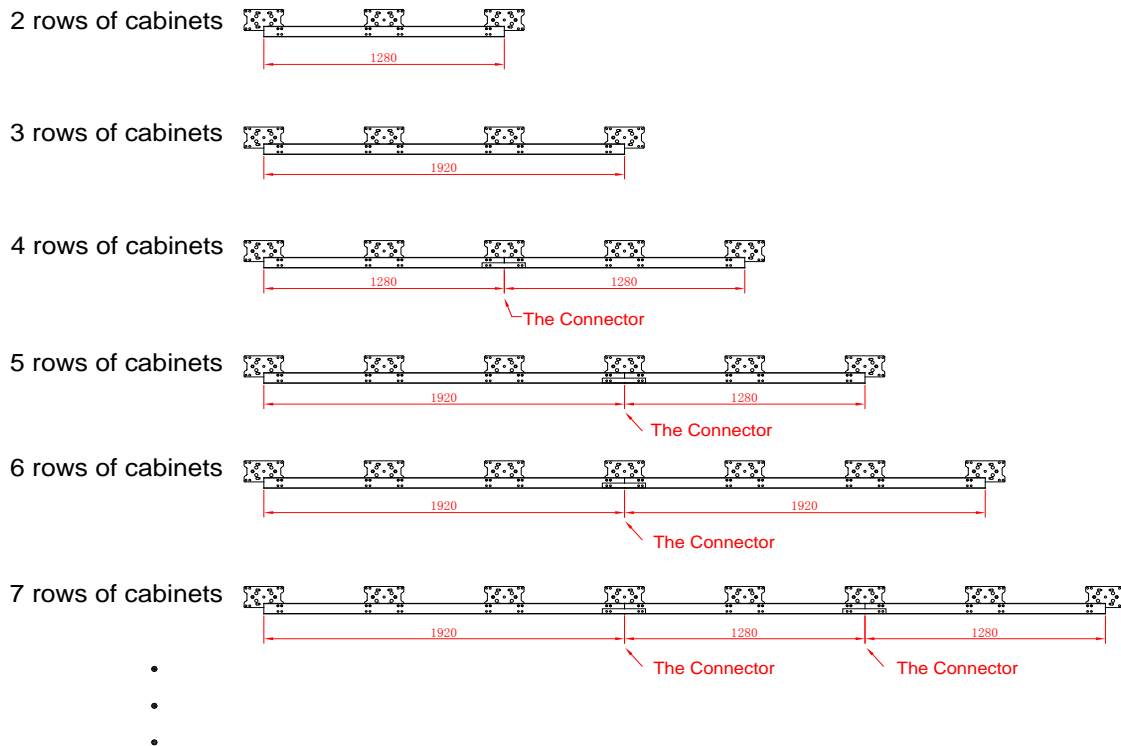 2 rows of cabinets
1280
3 rows of cabinets
1920
4 rows of cabinets
1280 1280
The Connector
5 rows of cabinets
1920 1280
The Connector
6 rows of cabinets
1920 1920
The Connector
7 rows of cabinets
1920 1280 1280
The Connector The Connector